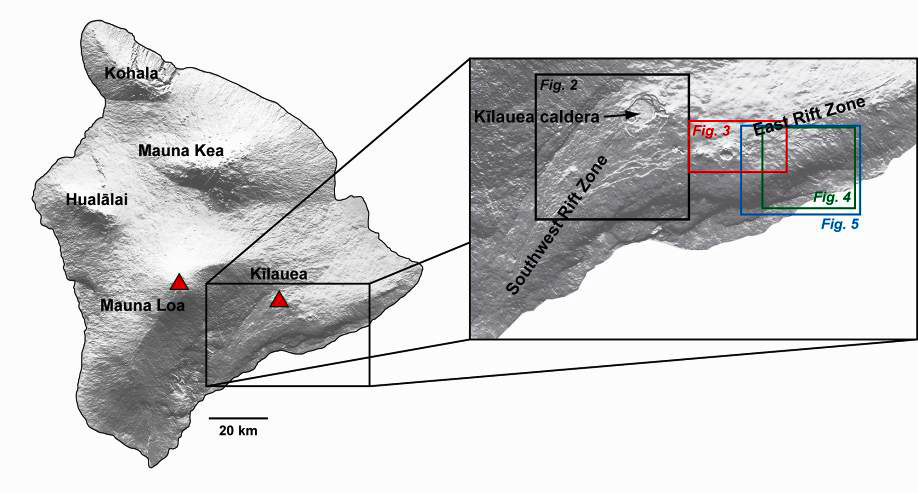 Kohala
Mauna Kea
Hualālai
Kīlauea
Mauna Loa
20 km
Fig. 2
Kīlauea caldera
East Rift Zone
Fig. 3
Southwest Rift Zone
Fig. 4
Fig. 5